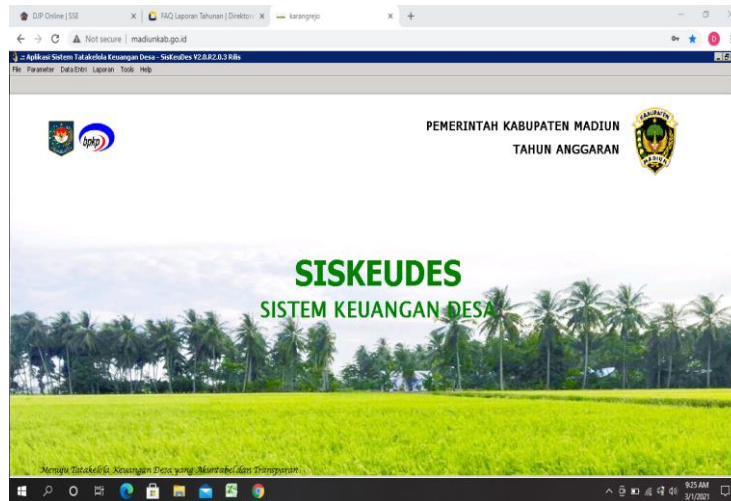 DJP Online | SSE
FAQ Laporan Tahunan | Direktor
karangrejo
Not secure | madiunkab.go.id
.:: Aplikasi Sistem Tatakelola Keuangan Desa - SisKeuDes V2.0.R2.0.3 Rilis
File Parameter Data Entri Laporan Tools Help
bpkp
PEMERINTAH KABUPATEN MADIUN
TAHUN ANGGARAN
KABUPATEN
MADIUN
SISKEUDES
SISTEM KEUANGAN DESA
Menuju Tatakelola Keuangan Desa yang Akuntabel dan Transparan
9:25 AM
3/1/2021